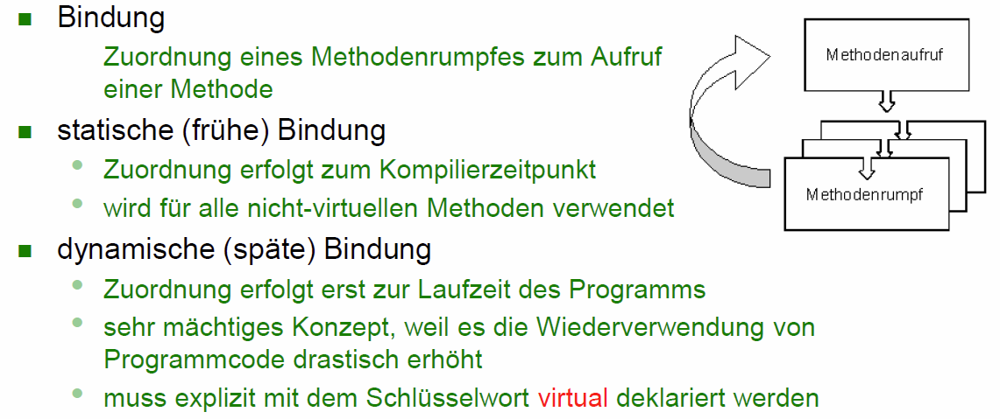 Bindung
Zuordnung eines Methodenrumpfes zum Aufruf
einer Methode
statische (frühe) Bindung
Zuordnung erfolgt zum Kompilierzeitpunkt
wird für alle nicht-virtuellen Methoden verwendet
dynamische (späte) Bindung
Zuordnung erfolgt erst zur Laufzeit des Programms
sehr mächtiges Konzept, weil es die Wiederverwendung von
Programmcode drastisch erhöht
muss explizit mit dem Schlüsselwort virtual deklariert werden
Methodenaufruf
Methodenrumpf